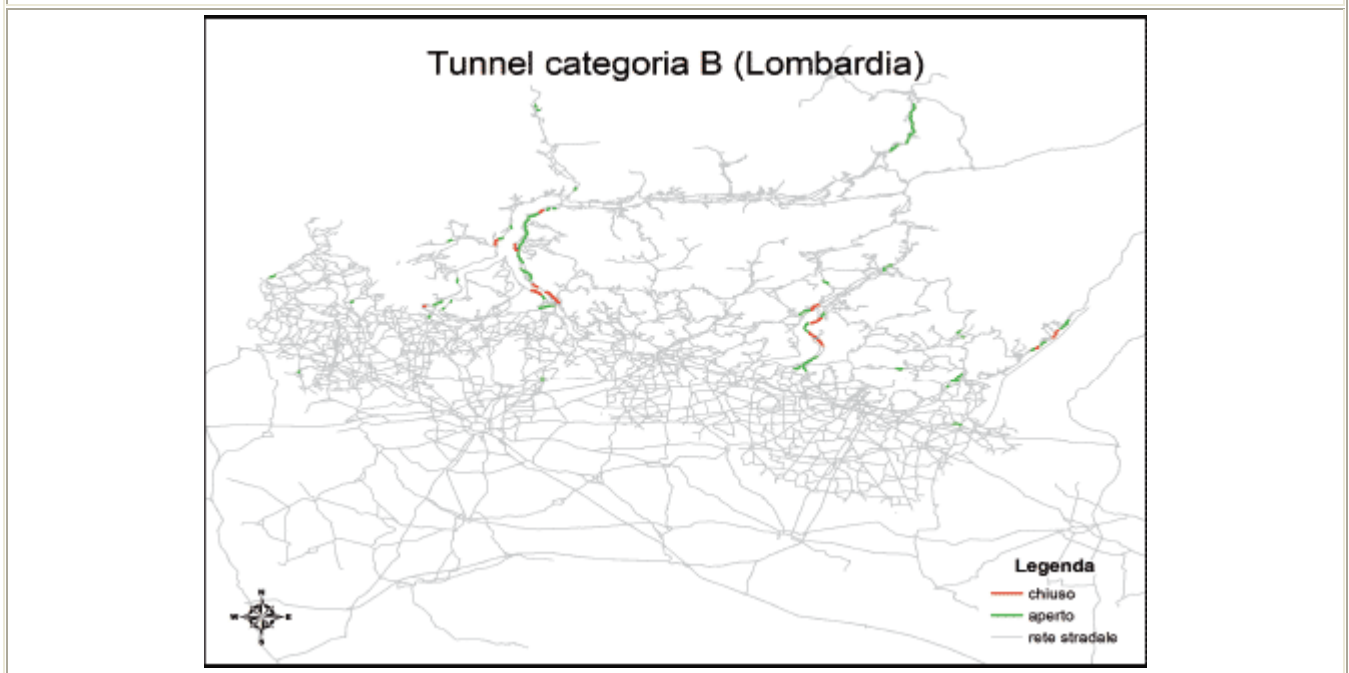 Tunnel categoria B (Lombardia)
N
W E
S
Legenda
chiuso
aperto
rete stradale